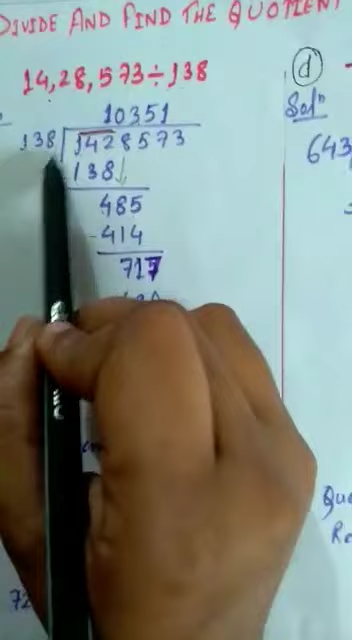 DIVIDE AND FIND THE QUOTIENT
14,28,573 ÷ 138
10351
138 1428573
138
485
- 414
717
d
Solⁿ
643
Qu
R
72